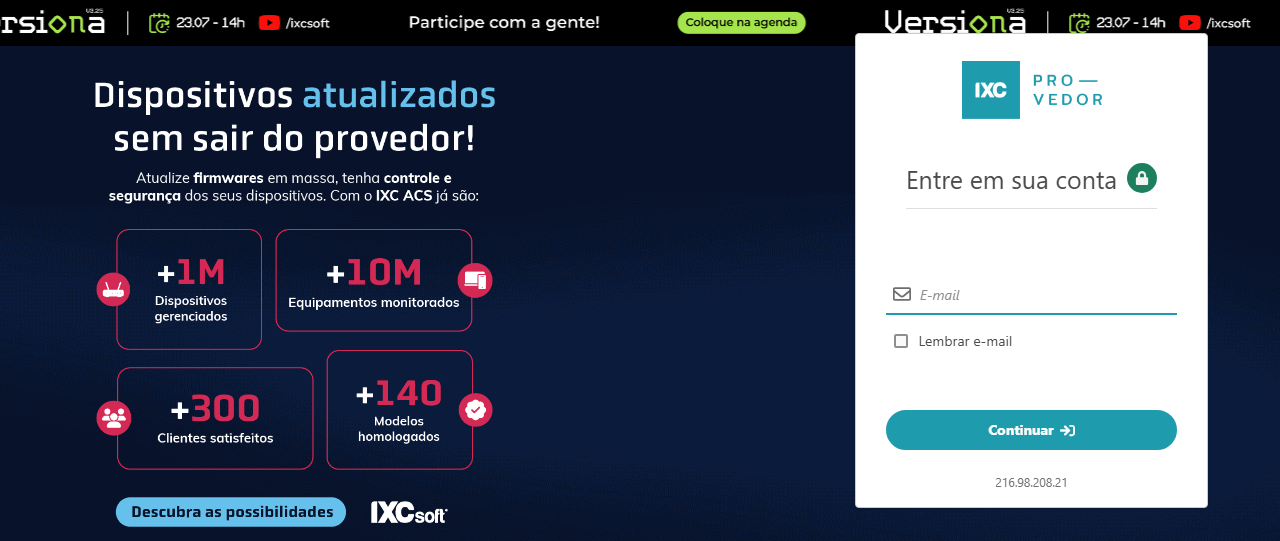 V3.25
rsiona
23.07 - 14h
/ixcsoft
Participe com a gente!
Coloque na agenda
V3.25
Versiona
23.07 - 14h
/ixcsoft
Dispositivos atualizados
sem sair do provedor!
Atualize firmwares em massa, tenha controle e
segurança dos seus dispositivos. Com o IXC ACS já são:
+1M
Dispositivos
gerenciados
+10M
Equipamentos monitorados
+300
Clientes satisfeitos
+140
Modelos
homologados
Descubra as possibilidades
IXCsoft
IXC
PRO—
VEDOR
Entre em sua conta
E-mail
Lembrar e-mail
Continuar
216.98.208.21